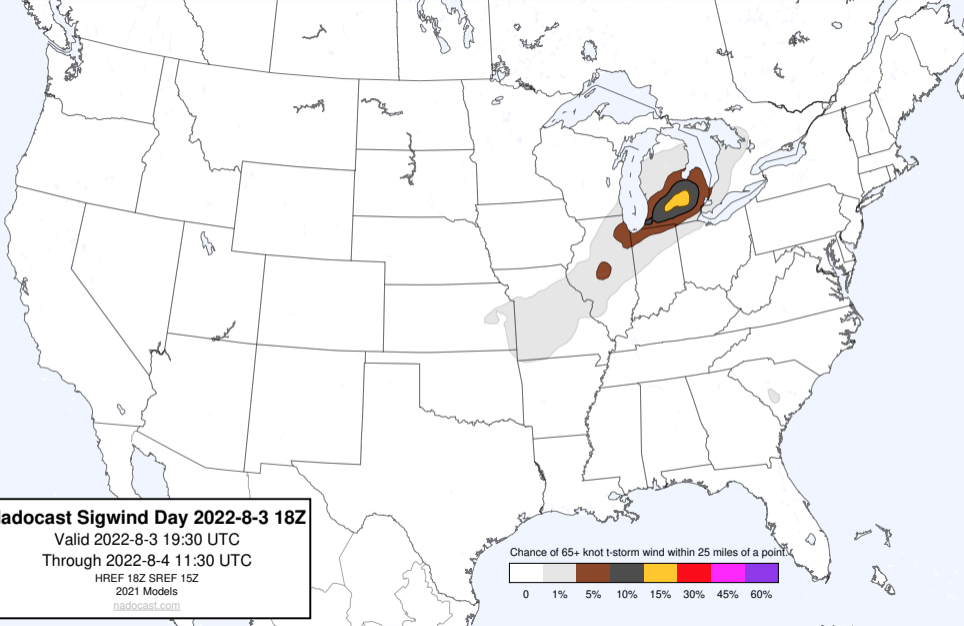 adocast Sigwind Day 2022-8-3 18Z
Valid 2022-8-3 19:30 UTC
Through 2022-8-4 11:30 UTC
HREF 18Z SREF 15Z
2021 Models
nadocast.com
Chance of 65+ knot t-storm wind within 25 miles of a point.
0 1% 5% 10% 15% 30% 45% 60%